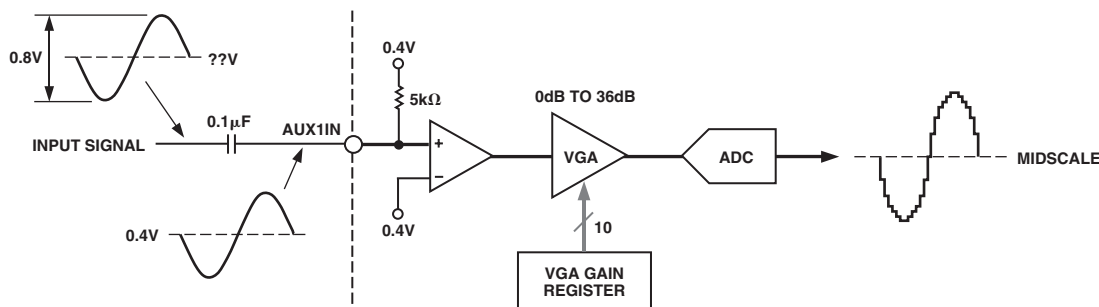 0.8V
??V
0.4V
5kΩ
0dB TO 36dB
0.1μF
AUX1IN
INPUT SIGNAL
+
VGA
ADC
MIDSCALE
–
0.4V
0.4V
10
VGA GAIN
REGISTER